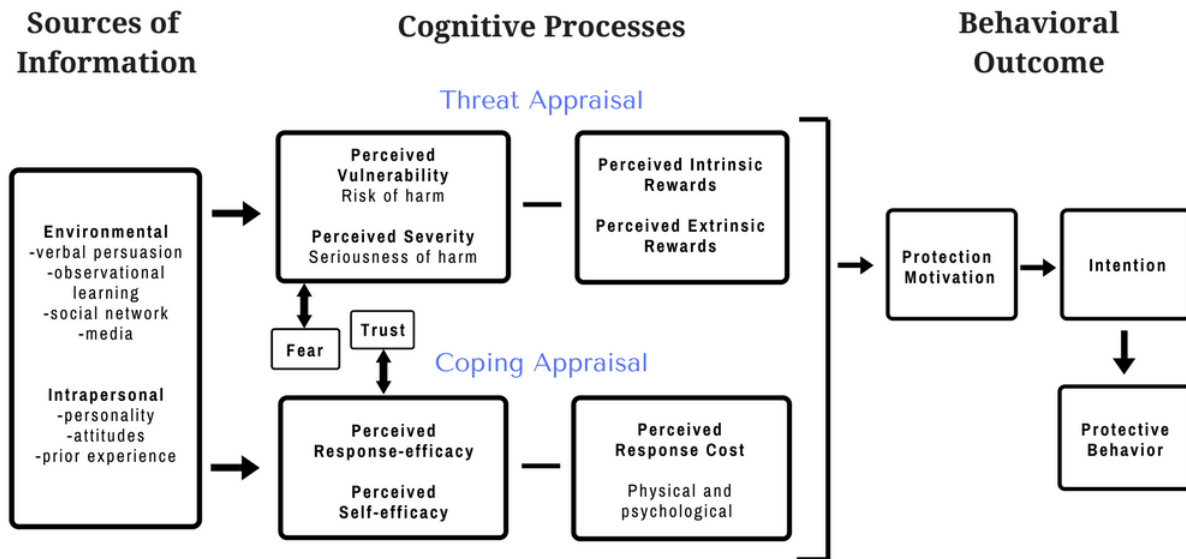 Sources of
Information
Cognitive Processes
Behavioral
Outcome
Threat Appraisal
Environmental
-verbal persuasion
-observational
learning
-social network
-media
Intrapersonal
-personality
-attitudes
-prior experience
Perceived
Vulnerability
Risk of harm
Perceived Severity
Seriousness of harm
Perceived Intrinsic
Rewards
Perceived Extrinsic
Rewards
Fear
Trust
Coping Appraisal
Perceived
Response-efficacy
Perceived
Self-efficacy
Perceived
Response Cost
Physical and
psychological
Protection
Motivation
Intention
Protective
Behavior